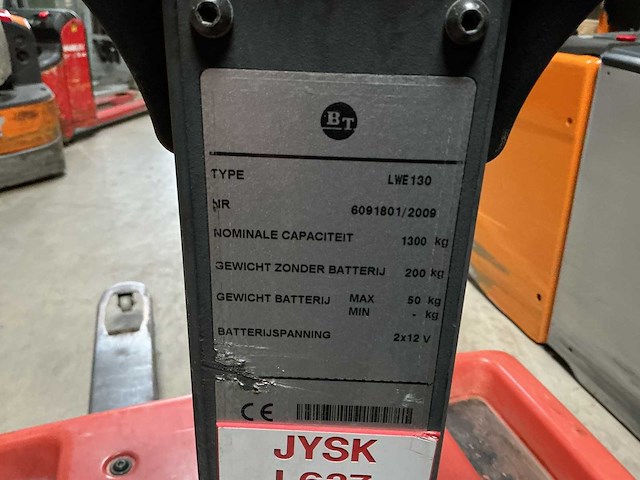 BT
TYPE LWE130
NR 6091801/2009
NOMINALE CAPACITEIT 1300 kg
GEWICHT ZONDER BATTERIJ 200 kg
GEWICHT BATTERIJ MAX 50 kg
MIN - kg
BATTERIJSPANNING 2x12 V
CE
JYSK